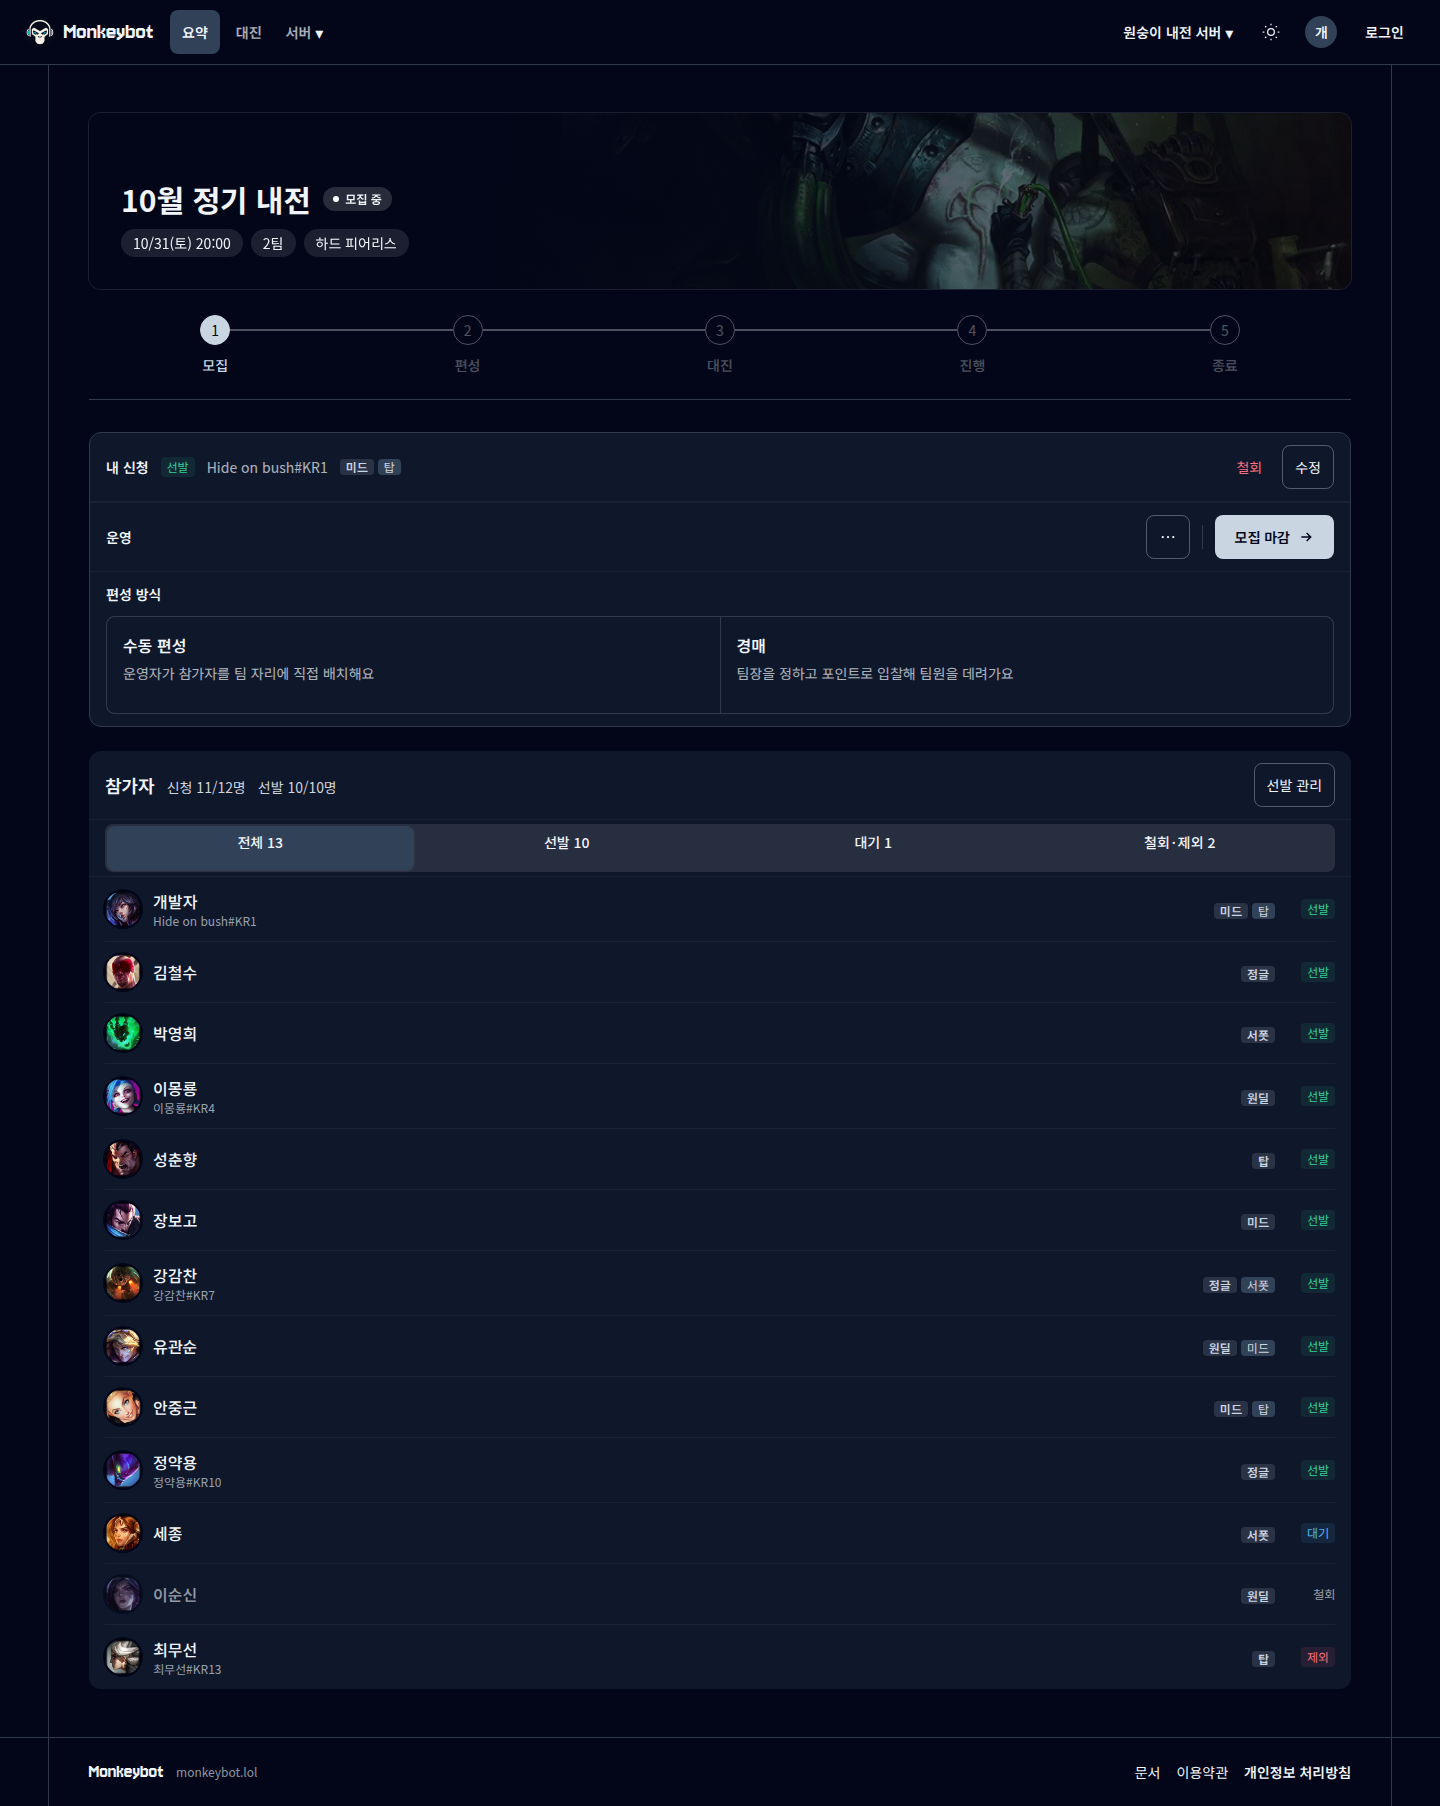 Monkeybot 요약 대진 서버 ▾ 원숭이 내전 서버 ▾ 개 로그인
10월 정기 내전 모집 중
10/31(토) 20:00 2팀 하드 피어리스
1 2 3 4 5
모집 편성 대진 진행 종료
내 신청 선발 Hide on bush#KR1 미드 탑 철회 수정
운영 ⋯ 모집 마감 →
편성 방식
수동 편성 경매
운영자가 참가자를 팀 자리에 직접 배치해요 팀장을 정하고 포인트로 입찰해 팀원을 데려가요
참가자 신청 11/12명 선발 10/10명 선발 관리
전체 13 선발 10 대기 1 철회·제외 2
개발자 미드 탑 선발
Hide on bush#KR1
김철수 정글 선발
박영희 서폿 선발
이몽룡 원딜 선발
이몽룡#KR4
성춘향 탑 선발
장보고 미드 선발
강감찬 정글 서폿 선발
강감찬#KR7
유관순 원딜 미드 선발
안중근 미드 탑 선발
정약용 정글 선발
정약용#KR10
세종 서폿 대기
이순신 원딜 철회
최무선 탑 제외
최무선#KR13
Monkeybot monkeybot.lol 문서 이용약관 개인정보 처리방침